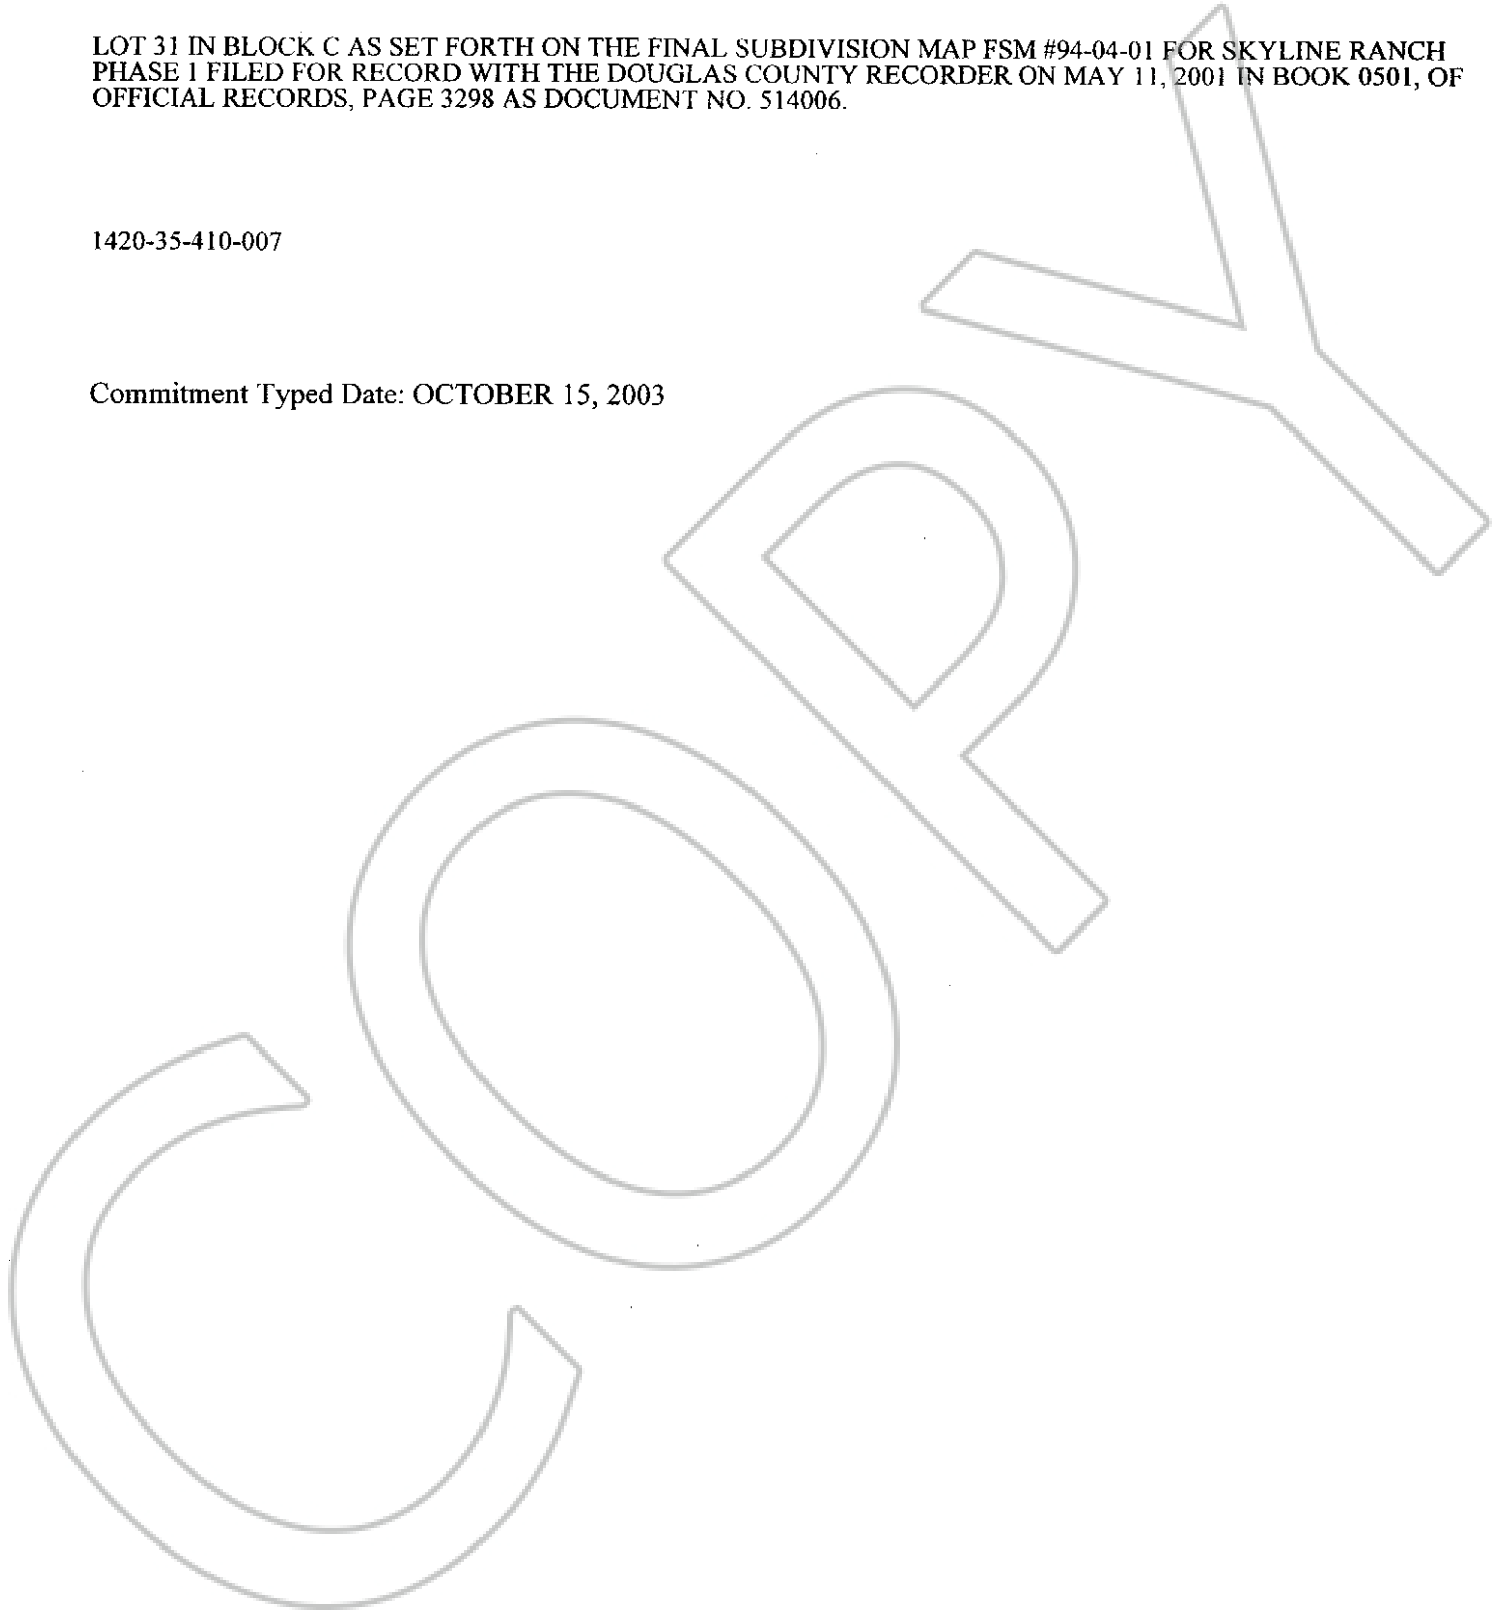 LOT 31 IN BLOCK C AS SET FORTH ON THE FINAL SUBDIVISION MAP FSM #94-04-01 FOR SKYLINE RANCH
PHASE 1 FILED FOR RECORD WITH THE DOUGLAS COUNTY RECORDER ON MAY 11, 2001 IN BOOK 0501, OF
OFFICIAL RECORDS, PAGE 3298 AS DOCUMENT NO. 514006.
1420-35-410-007
Commitment Typed Date: OCTOBER 15, 2003
COPY